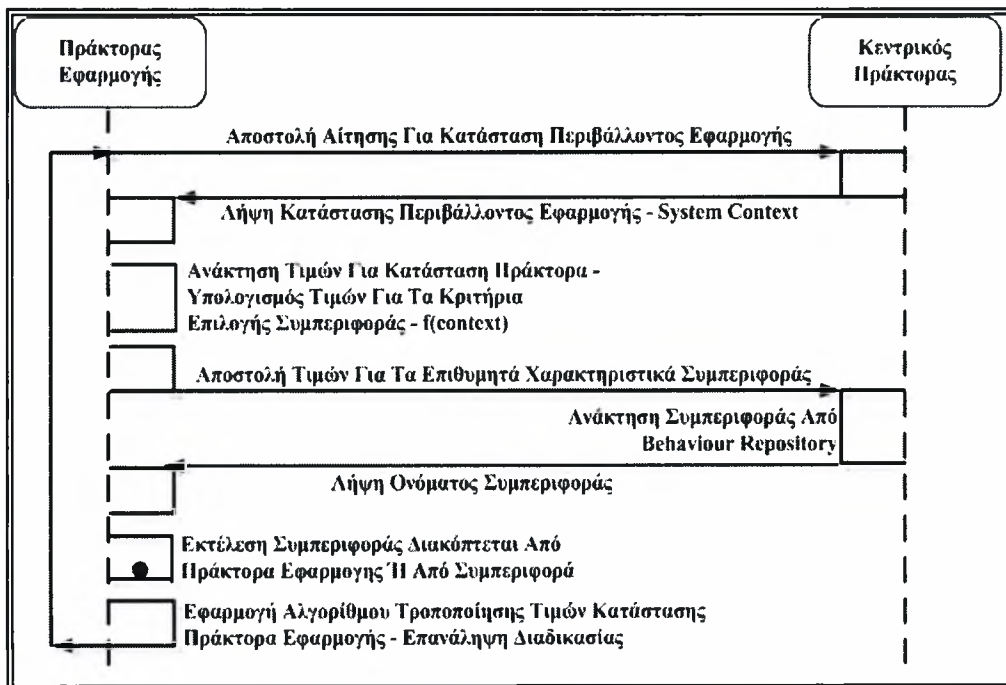 Πράκτορας
Εφαρμογής
Κεντρικός
Πράκτορας
Αποστολή Αίτησης Για Κατάσταση Περιβάλλοντος Εφαρμογής
Λήψη Κατάστασης Περιβάλλοντος Εφαρμογής - System Context
Ανάκτηση Τιμών Για Κατάσταση Πράκτορα -
Υπολογισμός Τιμών Για Τα Κριτήρια
Επιλογής Συμπεριφοράς - f(context)
Αποστολή Τιμών Για Τα Επιθυμητά Χαρακτηριστικά Συμπεριφοράς
Ανάκτηση Συμπεριφοράς Από
Behaviour Repository
Λήψη Ονόματος Συμπεριφοράς
Εκτέλεση Συμπεριφοράς Διακόπτεται Από
Πράκτορα Εφαρμογης Ή Από Συμπεριφορά
Εφαρμογή Αλγορίθμου Τροποποίησης Τιμών Κατάστασης
Πράκτορα Εφαρμογής - Επανάληψη Διαδικασίας